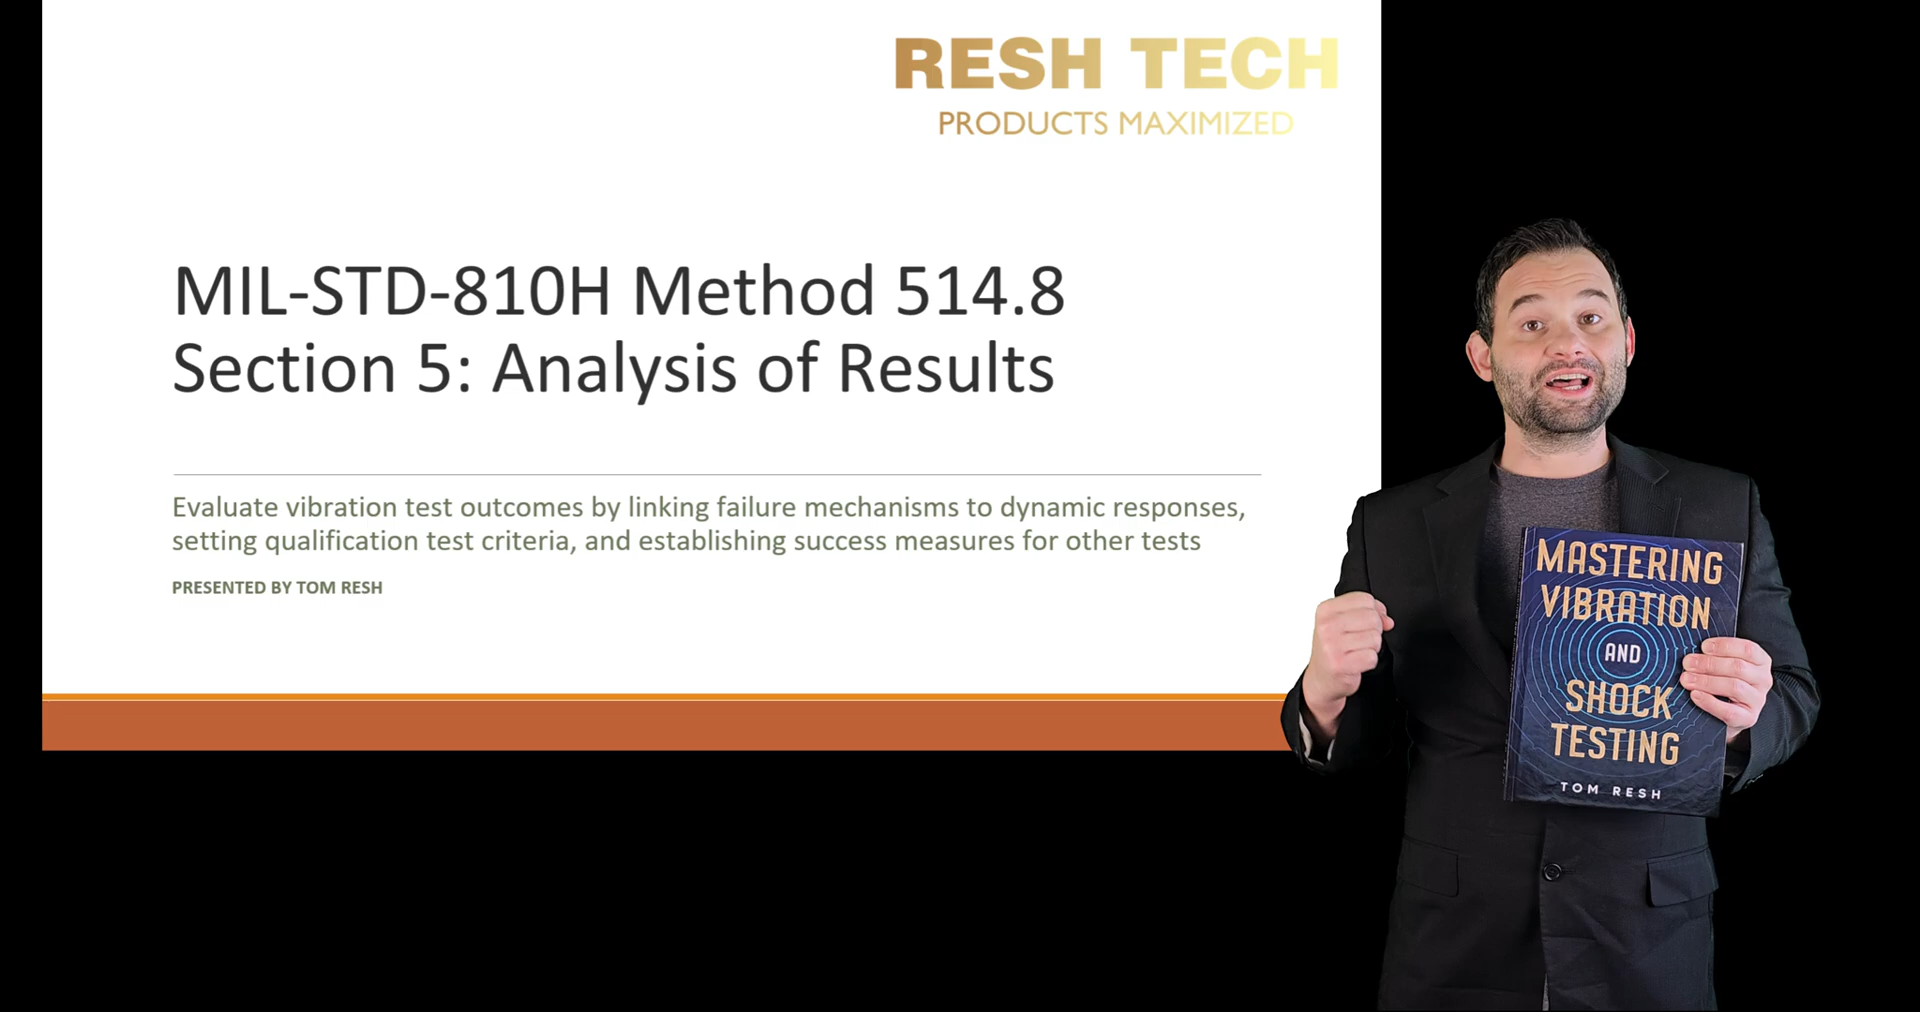 RESH TECH
PRODUCTS MAXIMIZED
MIL-STD-810H Method 514.8
Section 5: Analysis of Results
Evaluate vibration test outcomes by linking failure mechanisms to dynamic responses,
setting qualification test criteria, and establishing success measures for other tests
PRESENTED BY TOM RESH
MASTERING
VIBRATION
AND
SHOCK
TESTING
TOM RESH